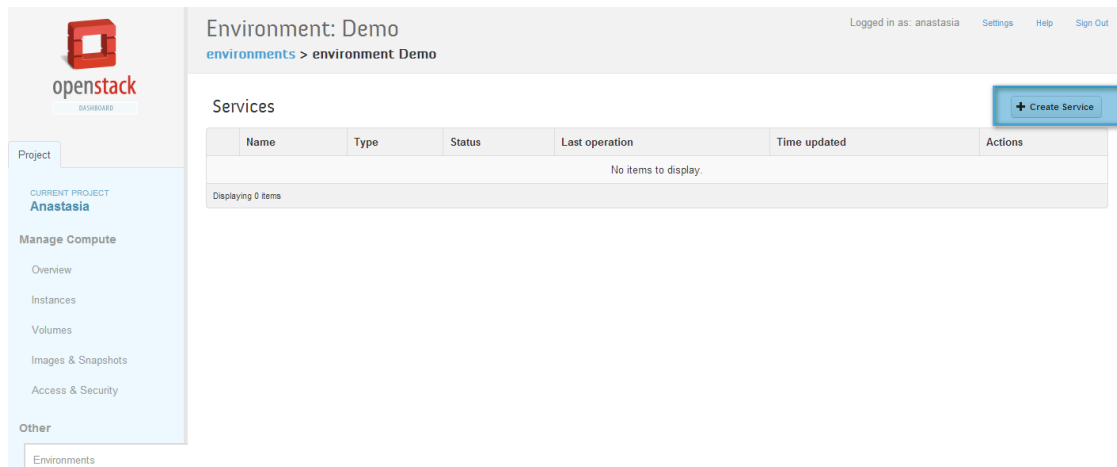 Environment: Demo
environments > environment Demo
Logged in as: anastasia Settings Help Sign Out
openstack
DASHBOARD
Project
CURRENT PROJECT
Anastasia
Manage Compute
Overview
Instances
Volumes
Images & Snapshots
Access & Security
Other
Environments
Services
+ Create Service
Name Type Status Last operation Time updated Actions
No items to display.
Displaying 0 items